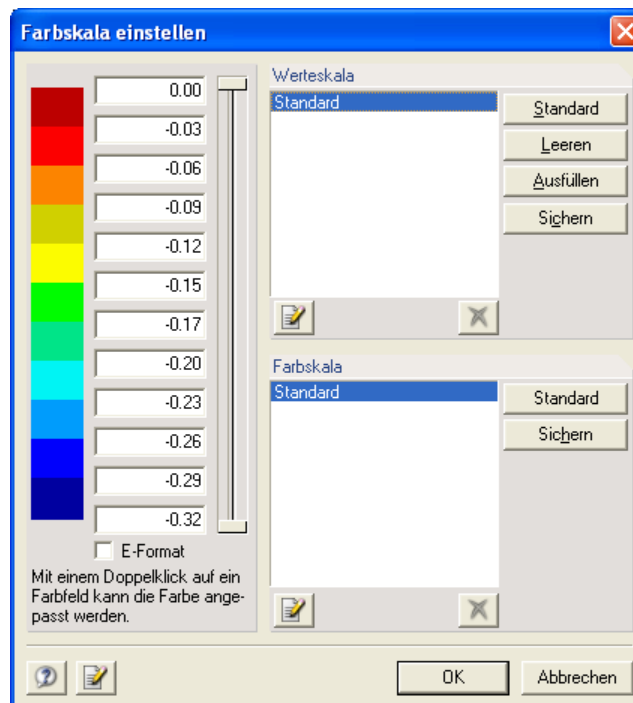 Farbskala einstellen
0.00
-0.03
-0.06
-0.09
-0.12
-0.15
-0.17
-0.20
-0.23
-0.26
-0.29
-0.32
E-Format
Mit einem Doppelklick auf ein
Farbfeld kann die Farbe ange-
passt werden.
Werteskala
Standard
Standard
Leeren
Ausfüllen
Sichern
Farbskala
Standard
Standard
Sichern
OK
Abbrechen